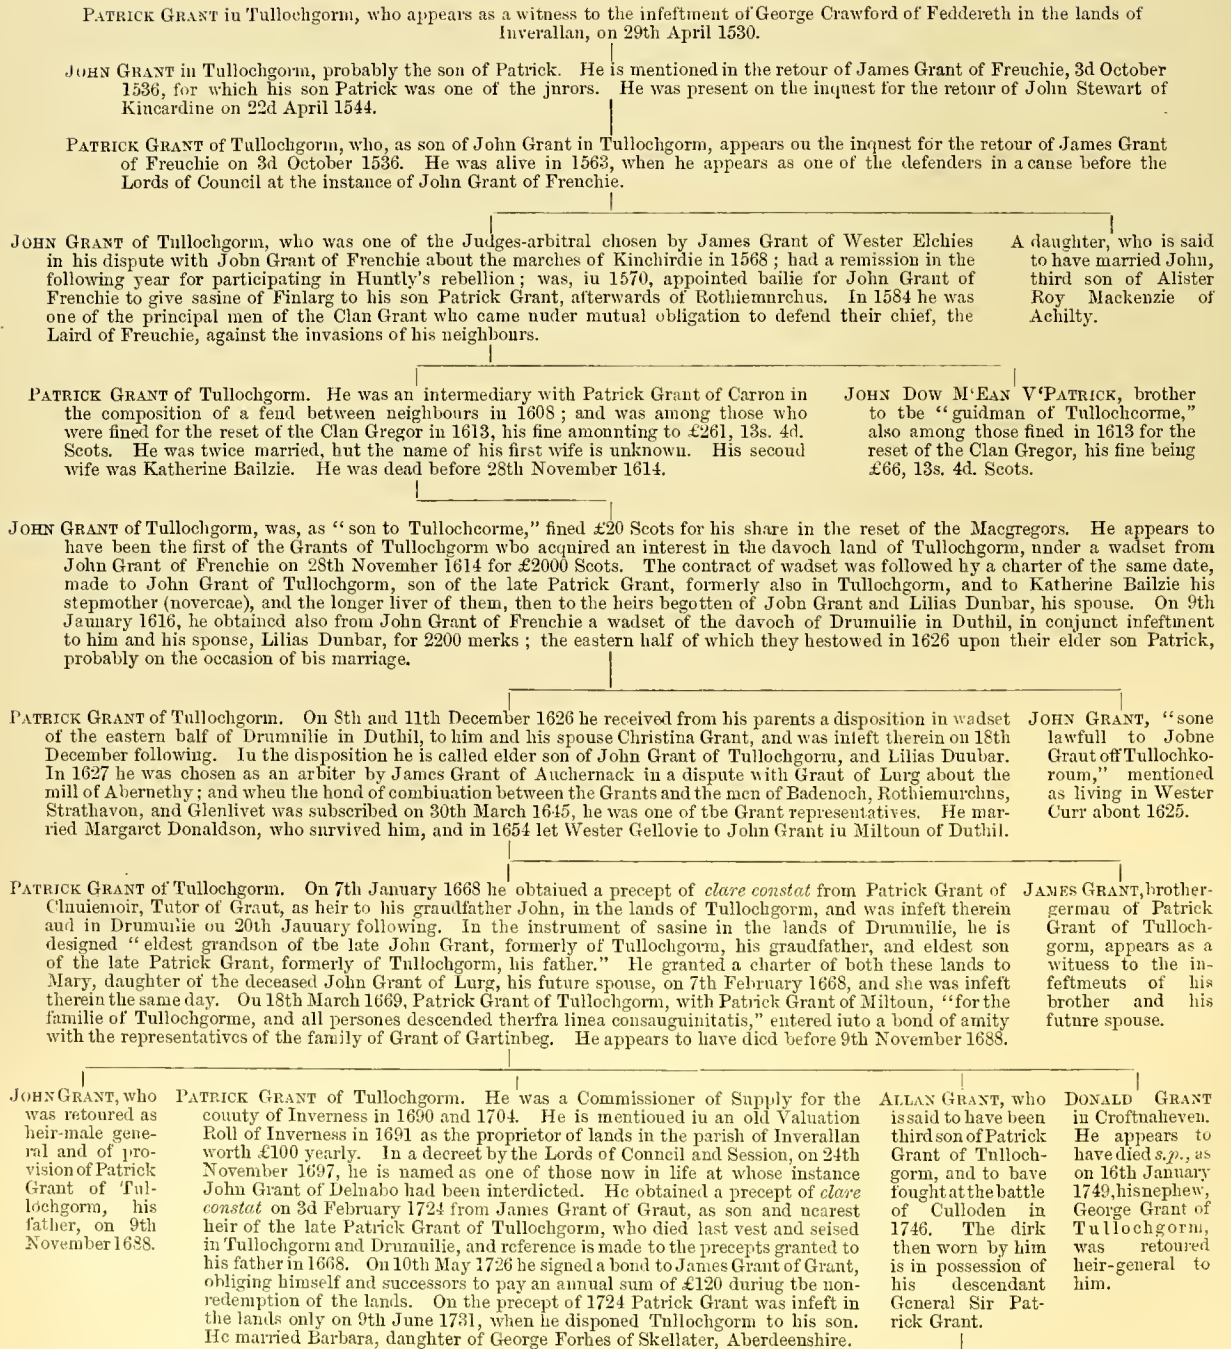 PATRICK GRANT in Tullochgorm, who appears as a witness to the infeftment of George Crawford of Feddereth in the lands of
Inverallan, on 29th April 1530.
JOHN GRANT in Tullochgorm, probably the son of Patrick. He is mentioned in the retour of James Grant of Freuchie, 3d October
1536, for which his son Patrick was one of the jurors. He was present on the inquest for the retour of John Stewart of
Kincardine on 22d April 1544.
PATRICK GRANT of Tullochgorm, who, as son of John Grant in Tullochgorm, appears on the inquest for the retour of James Grant
of Freuchie on 3d October 1536. He was alive in 1563, when he appears as one of the defenders in a cause before the
Lords of Council at the instance of John Grant of Freuchie.
JOHN GRANT of Tullochgorm, who was one of the Judges-arbitral chosen by James Grant of Wester Elchies
in his dispute with John Grant of Freuchie about the marches of Kinchirdie in 1568 ; had a remission in the
following year for participating in Huntly's rebellion ; was, in 1570, appointed bailie for John Grant of
Freuchie to give sasine of Finlarg to his son Patrick Grant, afterwards of Rothiemurchus. In 1584 he was
one of the principal men of the Clan Grant who came under mutual obligation to defend their chief, the
Laird of Freuchie, against the invasions of his neighbours.
A daughter, who is said
to have married John,
third son of Alister
Roy Mackenzie of
Achilty.
PATRICK GRANT of Tullochgorm. He was an intermediary with Patrick Grant of Carron in
the composition of a feud between neighbours in 1608 ; and was among those who
were fined for the reset of the Clan Gregor in 1613, his fine amounting to £261, 13s. 4d.
Scots. He was twice married, but the name of his first wife is unknown. His second
wife was Katherine Bailzie. He was dead before 28th November 1614.
JOHN DOW M‘EAN V‘PATRICK, brother
to the “guidman of Tullochcorme,”
also among those fined in 1613 for the
reset of the Clan Gregor, his fine being
£66, 13s. 4d. Scots.
JOHN GRANT of Tullochgorm, was, as “son to Tullochcorme,” fined £20 Scots for his share in the reset of the Macgregors. He appears to
have been the first of the Grants of Tullochgorm who acquired an interest in the davoch land of Tullochgorm, under a wadset from
John Grant of Freuchie on 28th November 1614 for £2000 Scots. The contract of wadset was followed by a charter of the same date,
made to John Grant of Tullochgorm, son of the late Patrick Grant, formerly also in Tullochgorm, and to Katherine Bailzie his
stepmother (novercae), and the longer liver of them, then to the heirs begotten of John Grant and Lilias Dunbar, his spouse. On 9th
January 1616, he obtained also from John Grant of Freuchie a wadset of the davoch of Drumuilie in Duthil, in conjunct infeftment
to him and his spouse, Lilias Dunbar, for 2200 merks ; the eastern half of which they bestowed in 1626 upon their elder son Patrick,
probably on the occasion of his marriage.
PATRICK GRANT of Tullochgorm. On 8th and 11th December 1626 he received from his parents a disposition in wadset
of the eastern half of Drumuilie in Duthil, to him and his spouse Christina Grant, and was infeft therein on 18th
December following. In the disposition he is called elder son of John Grant of Tullochgorm, and Lilias Dunbar.
In 1627 he was chosen as an arbiter by James Grant of Auchernack in a dispute with Grant of Lurg about the
mill of Abernethy ; and when the bond of combination between the Grants and the men of Badenoch, Rothiemurchus,
Strathavon, and Glenlivet was subscribed on 30th March 1645, he was one of the Grant representatives. He mar-
ried Margaret Donaldson, who survived him, and in 1654 let Wester Gellovie to John Grant in Miltoun of Duthil.
JOHN GRANT, “sone
lawfull to Johne
Grant off Tullochko-
roum,” mentioned
as living in Wester
Curr about 1625.
PATRICK GRANT of Tullochgorm. On 7th January 1668 he obtained a precept of clare constat from Patrick Grant of
Cluniemoir, Tutor of Grant, as heir to his grandfather John, in the lands of Tullochgorm, and was infeft therein
and in Drumuilie on 20th January following. In the instrument of sasine in the lands of Drumuilie, he is
designed “eldest grandson of the late John Grant, formerly of Tullochgorm, his grandfather, and eldest son
of the late Patrick Grant, formerly of Tullochgorm, his father.” He granted a charter of both these lands to
Mary, daughter of the deceased John Grant of Lurg, his future spouse, on 7th February 1668, and she was infeft
therein the same day. On 18th March 1669, Patrick Grant of Tullochgorm, with Patrick Grant of Miltoun, “for the
familie of Tullochgorme, and all persones descended therfra linea consauguinitatis,” entered into a bond of amity
with the representatives of the family of Grant of Gartinbeg. He appears to have died before 9th November 1688.
JAMES GRANT, brother-
german of Patrick
Grant of Tulloch-
gorm, appears as a
witness to the in-
feftments of his
brother and his
future spouse.
JOHN GRANT, who
was retoured as
heir-male gene-
ral and of pro-
vision of Patrick
Grant of Tul-
lochgorm, his
father, on 9th
November 1688.
PATRICK GRANT of Tullochgorm. He was a Commissioner of Supply for the
county of Inverness in 1690 and 1704. He is mentioned in an old Valuation
Roll of Inverness in 1691 as the proprietor of lands in the parish of Inverallan
worth £100 yearly. In a decreet by the Lords of Council and Session, on 24th
November 1697, he is named as one of those now in life at whose instance
John Grant of Delnabo had been interdicted. He obtained a precept of clare
constat on 3d February 1724 from James Grant of Grant, as son and nearest
heir of the late Patrick Grant of Tullochgorm, who died last vest and seised
in Tullochgorm and Drumuilie, and reference is made to the precepts granted to
his father in 1668. On 10th May 1726 he signed a bond to James Grant of Grant,
obliging himself and successors to pay an annual sum of £120 during the non-
redemption of the lands. On the precept of 1724 Patrick Grant was infeft in
the lands only on 9th June 1731, when he disponed Tullochgorm to his son.
He married Barbara, daughter of George Forbes of Skellater, Aberdeenshire.
ALLAN GRANT, who
is said to have been
third son of Patrick
Grant of Tulloch-
gorm, and to have
fought at the battle
of Culloden in
1746. The dirk
then worn by him
is in possession of
his descendant
General Sir Pat-
rick Grant.
DONALD GRANT
in Croftnaheven.
He appears to
have died s.p., as
on 16th January
1749, his nephew,
George Grant of
Tullochgorm,
was retoured
heir-general to
him.